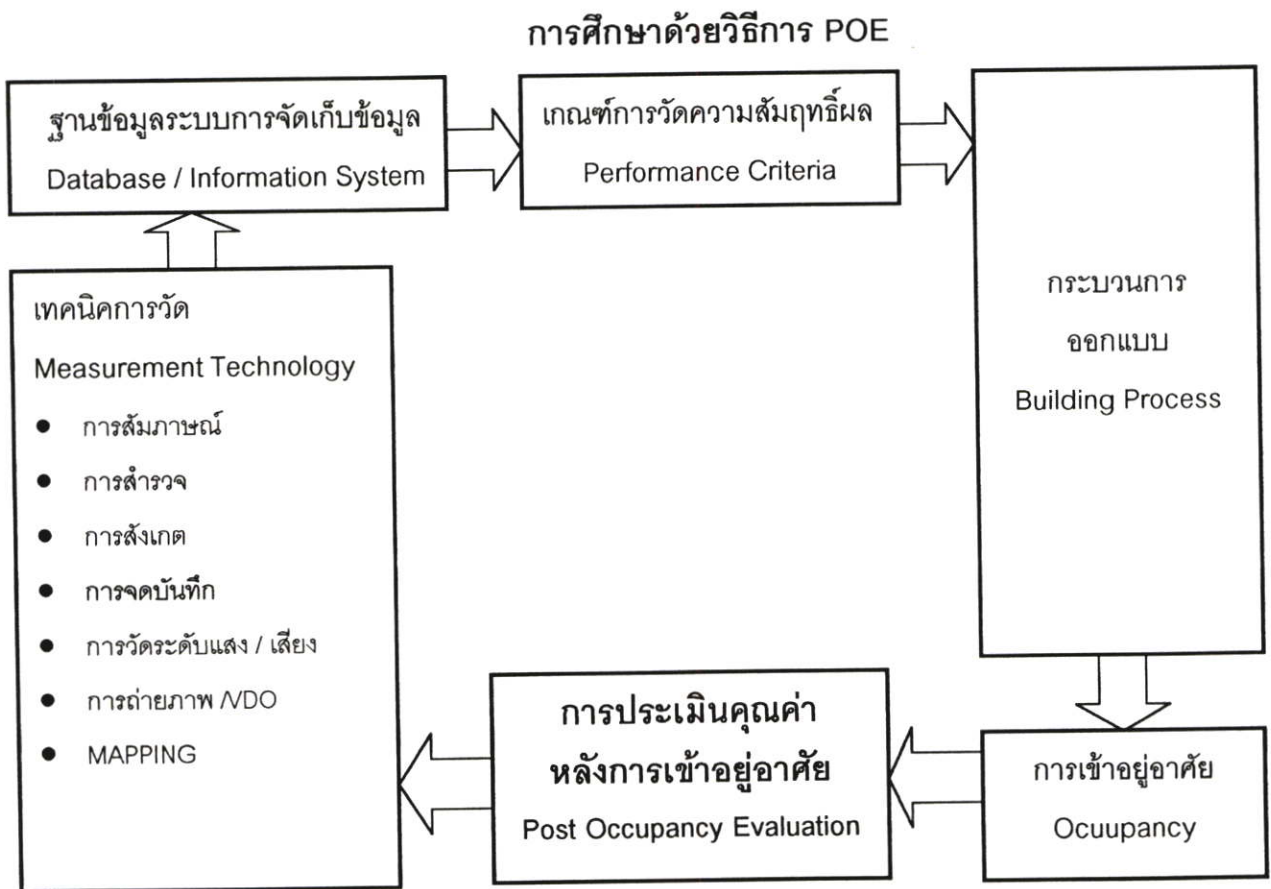 การศึกษาด้วยวิธีการ POE
ฐานข้อมูลระบบการจัดเก็บข้อมูล
Database / Information System
เกณฑ์การวัดความสัมฤทธิ์ผล
Performance Criteria
กระบวนการ
ออกแบบ
Building Process
เทคนิคการวัด
Measurement Technology
● การสัมภาษณ์
● การสำรวจ
● การสังเกต
● การจดบันทึก
● การวัดระดับแสง / เสียง
● การถ่ายภาพ /VDO
● MAPPING
การประเมินคุณค่า
หลังการเข้าอยู่อาศัย
Post Occupancy Evaluation
การเข้าอยู่อาศัย
Ocuupancy